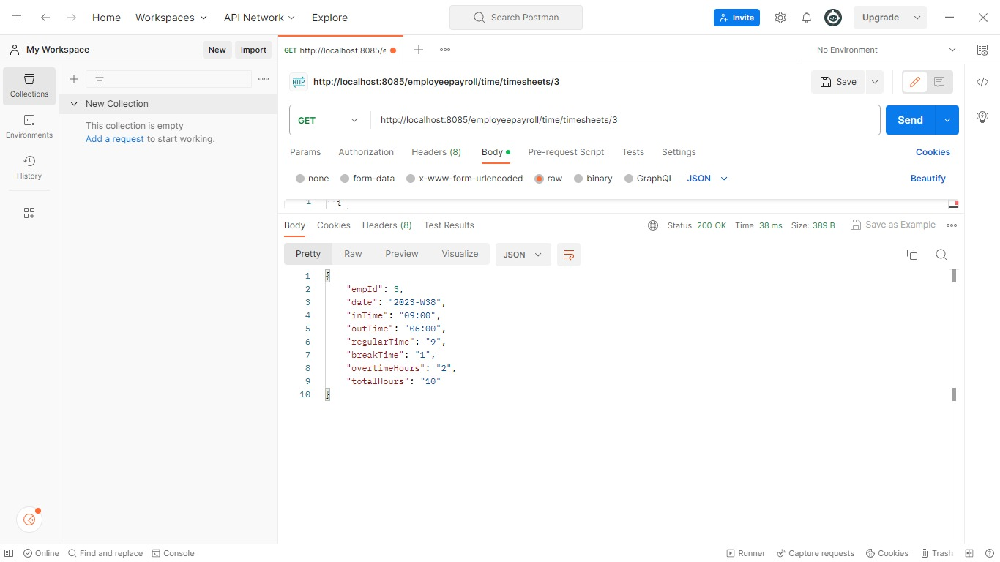 Home Workspaces API Network Explore Search Postman Invite Upgrade
My Workspace New Import GET http://localhost:8085/e No Environment
HTTP http://localhost:8085/employeepayroll/time/timesheets/3 Save
Collections
New Collection
This collection is empty
Add a request to start working.
Environments
History
GET http://localhost:8085/employeepayroll/time/timesheets/3 Send
Params Authorization Headers (8) Body Pre-request Script Tests Settings Cookies
none form-data x-www-form-urlencoded raw binary GraphQL JSON Beautify
1 {
Body Cookies Headers (8) Test Results Status: 200 OK Time: 38 ms Size: 389 B Save as Example
Pretty Raw Preview Visualize JSON
1 {
2 "empId": 3,
3 "date": "2023-W38",
4 "inTime": "09:00",
5 "outTime": "06:00",
6 "regularTime": "9",
7 "breakTime": "1",
8 "overtimeHours": "2",
9 "totalHours": "10"
10 }
Online Find and replace Console Runner Capture requests Cookies Trash